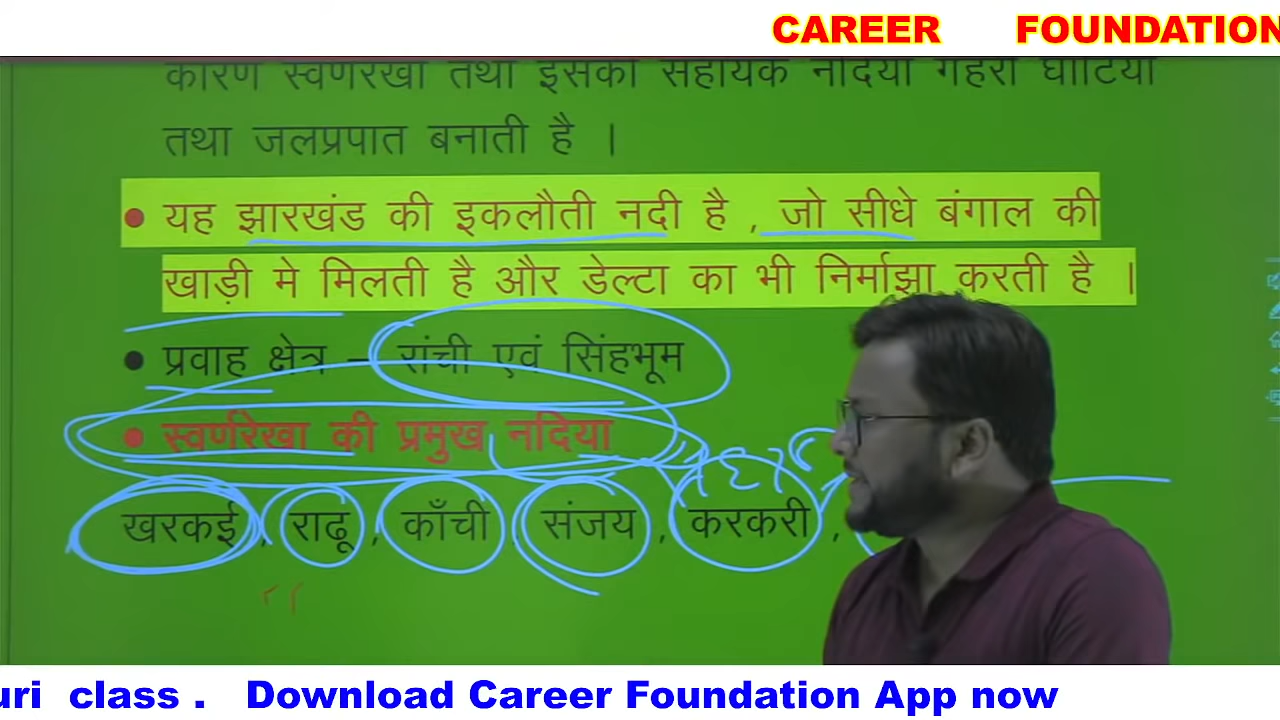 CAREER FOUNDATION
कारण स्वर्णरेखा तथा इसकी सहायक नदियाँ गहरी घाटियाँ
तथा जलप्रपात बनाती है ।
• यह झारखंड की इकलौती नदी है , जो सीधे बंगाल की
खाड़ी मे मिलती है और डेल्टा का भी निर्माझा करती है ।
• प्रवाह क्षेत्र – रांची एवं सिंहभूम
• स्वर्णरेखा की प्रमुख नदिया
खरकई , राढू , काँची , संजय , करकरी ,
uri class . Download Career Foundation App now